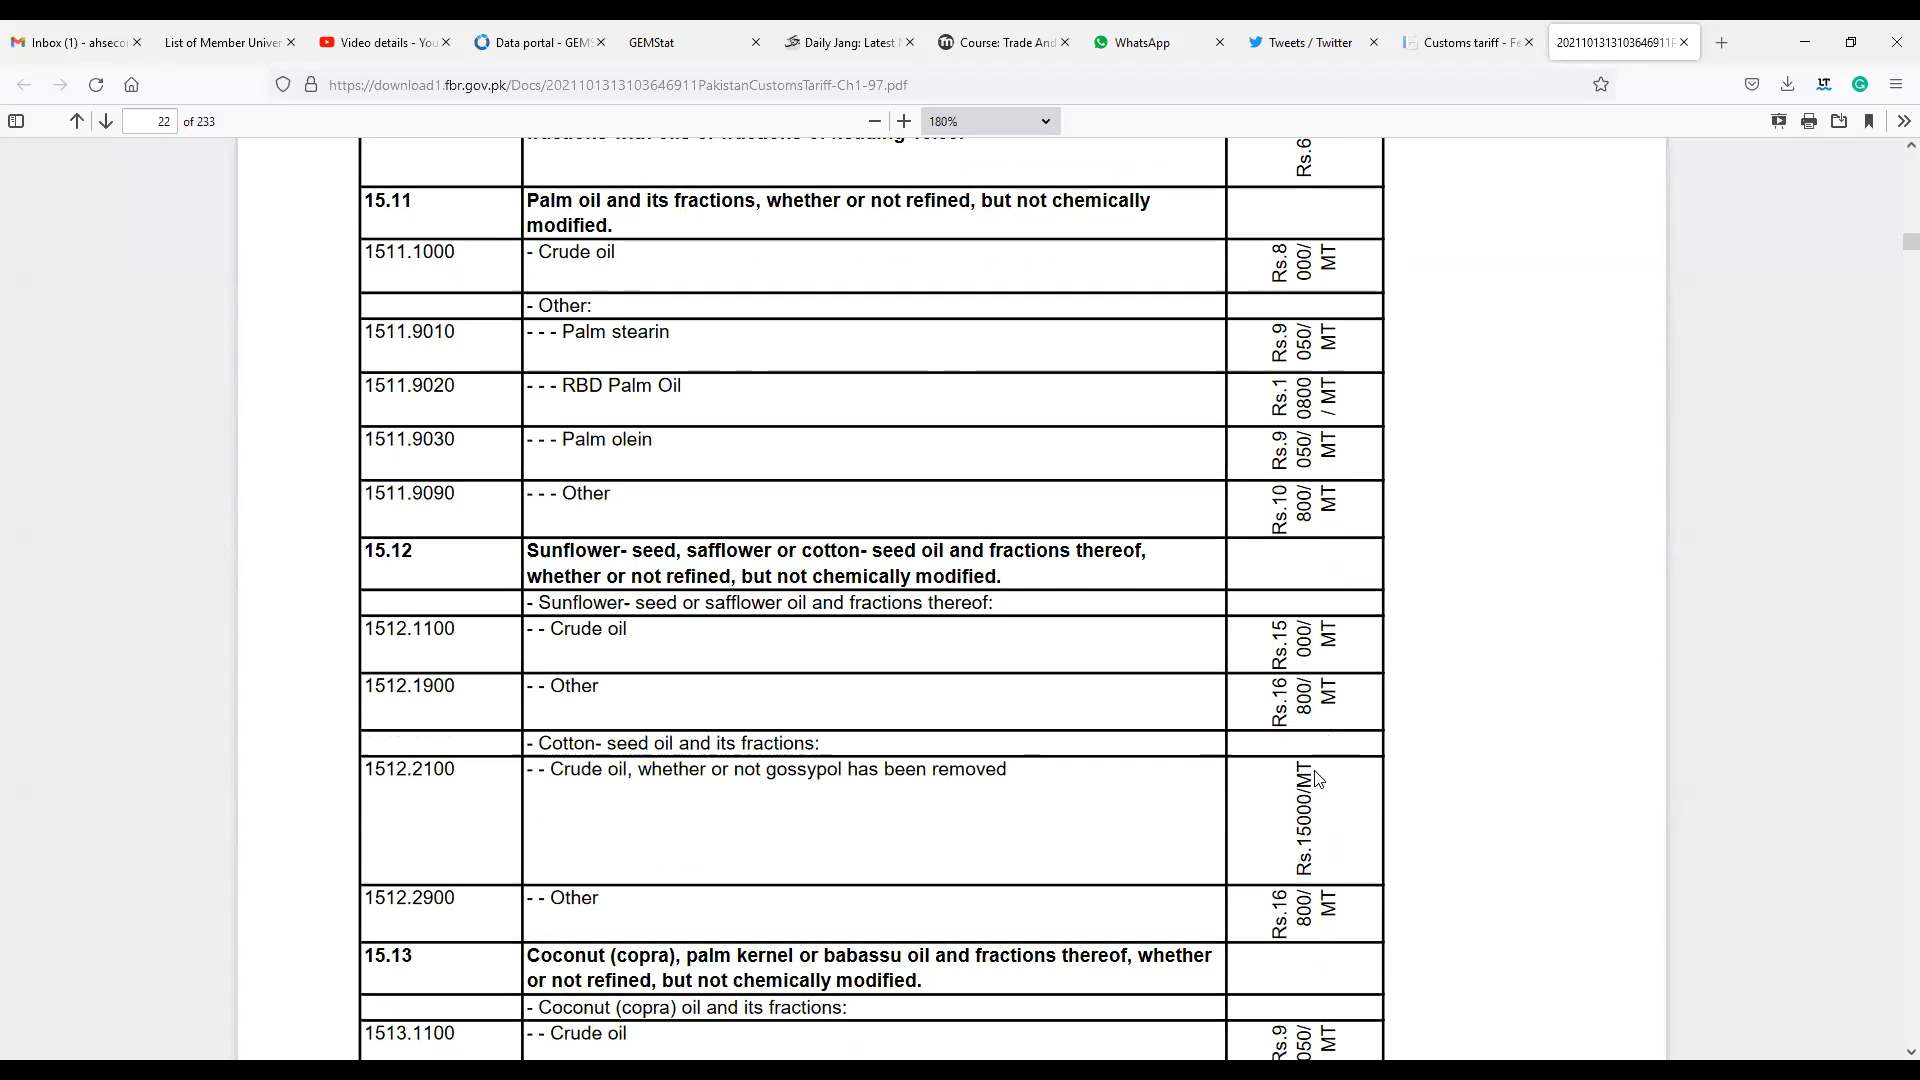 Inbox (1) - ahseco
List of Member Univer
Video details - You
Data portal - GEMS
GEMStat
Daily Jang: Latest
Course: Trade And
WhatsApp
Tweets / Twitter
Customs tariff - Fe
2021101313103646911P
https://download1.fbr.gov.pk/Docs/2021101313103646911PakistanCustomsTariff-Ch1-97.pdf
22 of 233
180%
Rs.6
15.11 Palm oil and its fractions, whether or not refined, but not chemically
modified.
1511.1000 - Crude oil Rs.8
000/
MT
- Other:
1511.9010 - - - Palm stearin Rs.9
050/
MT
1511.9020 - - - RBD Palm Oil Rs.1
0800
/ MT
1511.9030 - - - Palm olein Rs.9
050/
MT
1511.9090 - - - Other Rs.10
800/
MT
15.12 Sunflower- seed, safflower or cotton- seed oil and fractions thereof,
whether or not refined, but not chemically modified.
- Sunflower- seed or safflower oil and fractions thereof:
1512.1100 - - Crude oil Rs.15
000/
MT
1512.1900 - - Other Rs.16
800/
MT
- Cotton- seed oil and its fractions:
1512.2100 - - Crude oil, whether or not gossypol has been removed Rs.15000/MT
1512.2900 - - Other Rs.16
800/
MT
15.13 Coconut (copra), palm kernel or babassu oil and fractions thereof, whether
or not refined, but not chemically modified.
- Coconut (copra) oil and its fractions:
1513.1100 - - Crude oil Rs.9
050/
MT